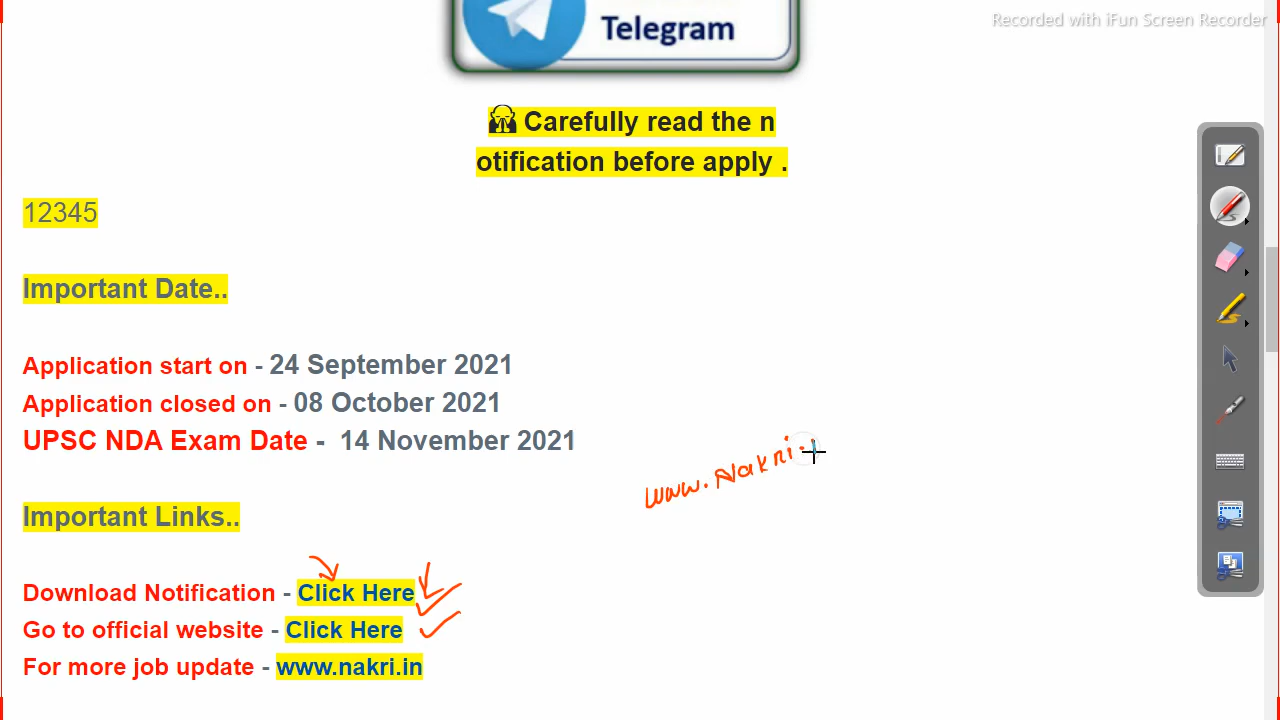 Recorded with iFun Screen Recorder
Telegram
Carefully read the n
otification before apply .
12345
Important Date..
Application start on - 24 September 2021
Application closed on - 08 October 2021
UPSC NDA Exam Date - 14 November 2021
www.Nakri.
Important Links..
Download Notification - Click Here
Go to official website - Click Here
For more job update - www.nakri.in